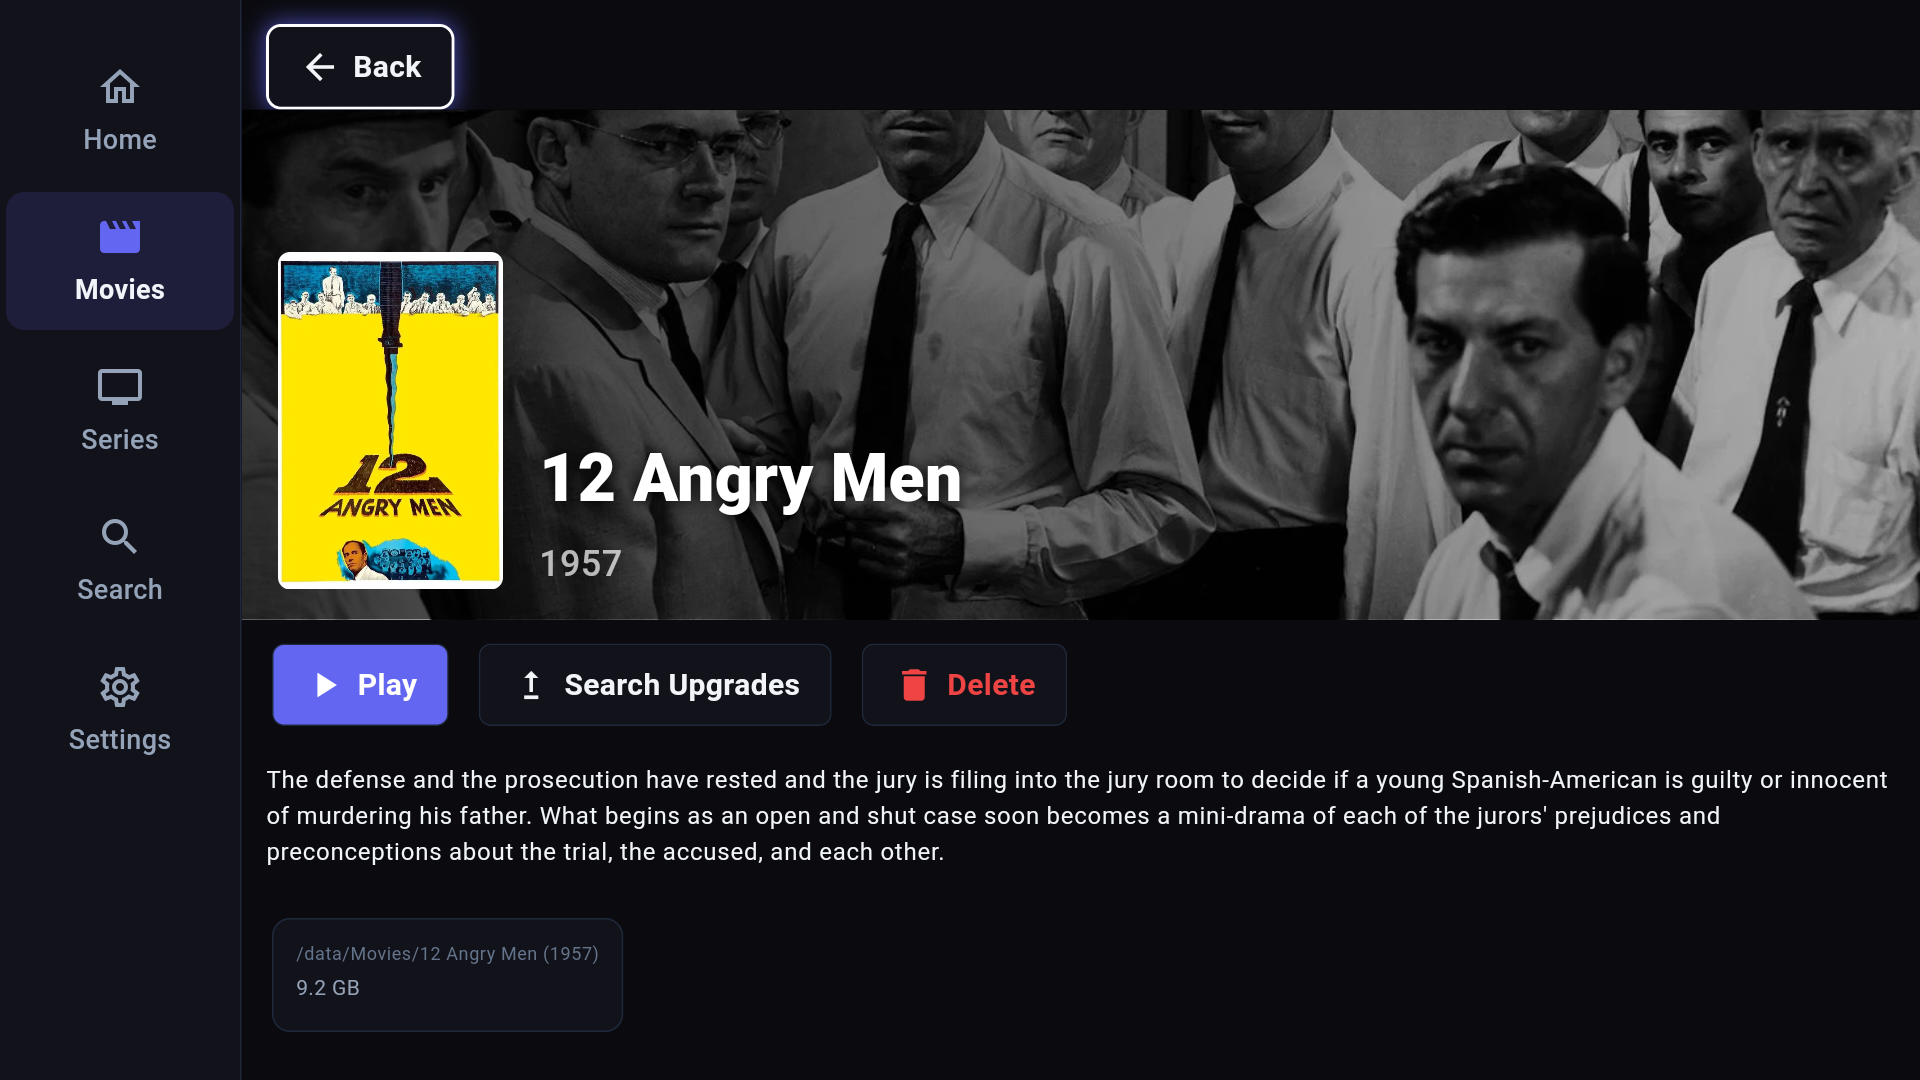 Back
Home
Movies
Series
Search
Settings
12
ANGRY MEN
12 Angry Men
1957
Play
Search Upgrades
Delete
The defense and the prosecution have rested and the jury is filing into the jury room to decide if a young Spanish-American is guilty or innocent
of murdering his father. What begins as an open and shut case soon becomes a mini-drama of each of the jurors' prejudices and
preconceptions about the trial, the accused, and each other.
/data/Movies/12 Angry Men (1957)
9.2 GB